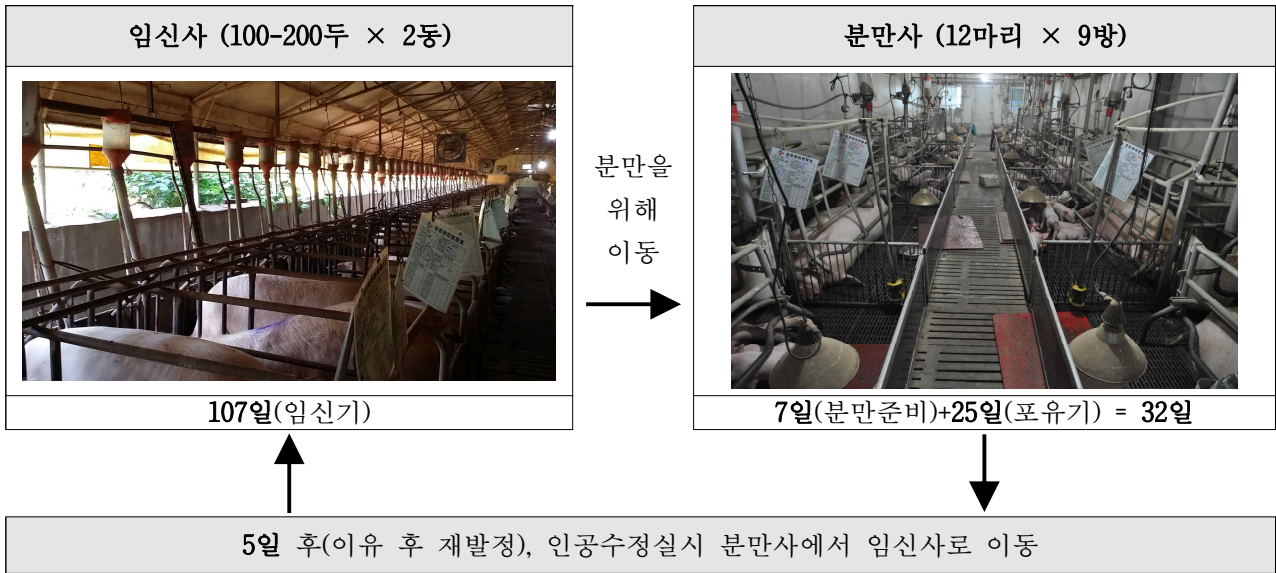 임신사 (100-200두 × 2동)
분만사 (12마리 × 9방)
분만을
위해
이동
107일(임신기)
7일(분만준비)+25일(포유기) = 32일
5일 후(이유 후 재발정), 인공수정실시 분만사에서 임신사로 이동